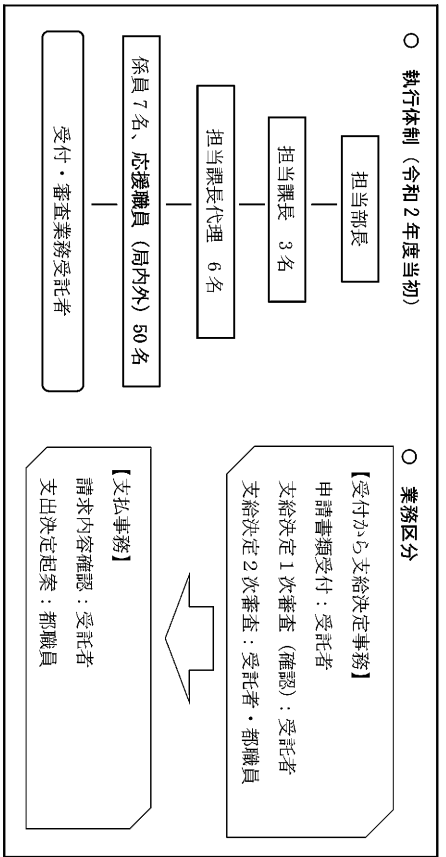 ○ 執行体制（令和２年度当初）
担当部長
担当課長　３名
担当課長代理　６名
係員７名、応援職員（局内外）50名
受付・審査業務受託者
○ 業務区分
【受付から支給決定事務】
申請書類受付：受託者
支給決定１次審査（確認）：受託者
支給決定２次審査：受託者・都職員
【支払事務】
請求内容確認：受託者
支出決定起案：都職員